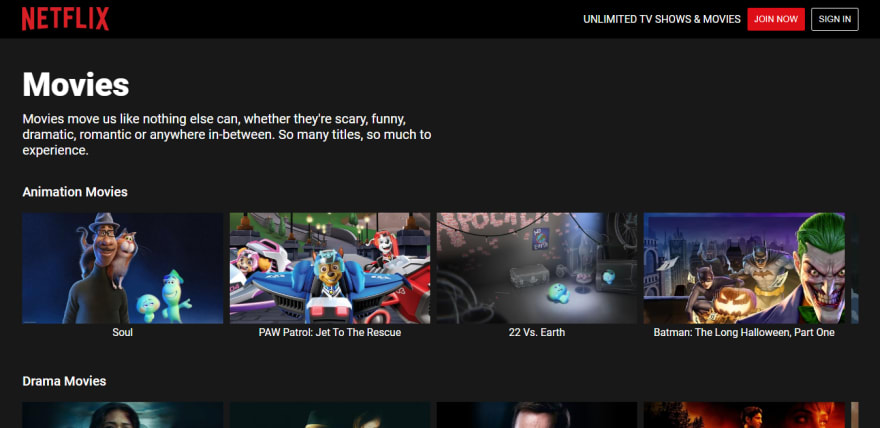 NETFLIX
UNLIMITED TV SHOWS & MOVIES
JOIN NOW
SIGN IN
Movies
Movies move us like nothing else can, whether they're scary, funny,
dramatic, romantic or anywhere in-between. So many titles, so much to
experience.
Animation Movies
Soul
PAW Patrol: Jet To The Rescue
22 Vs. Earth
Batman: The Long Halloween, Part One
Drama Movies